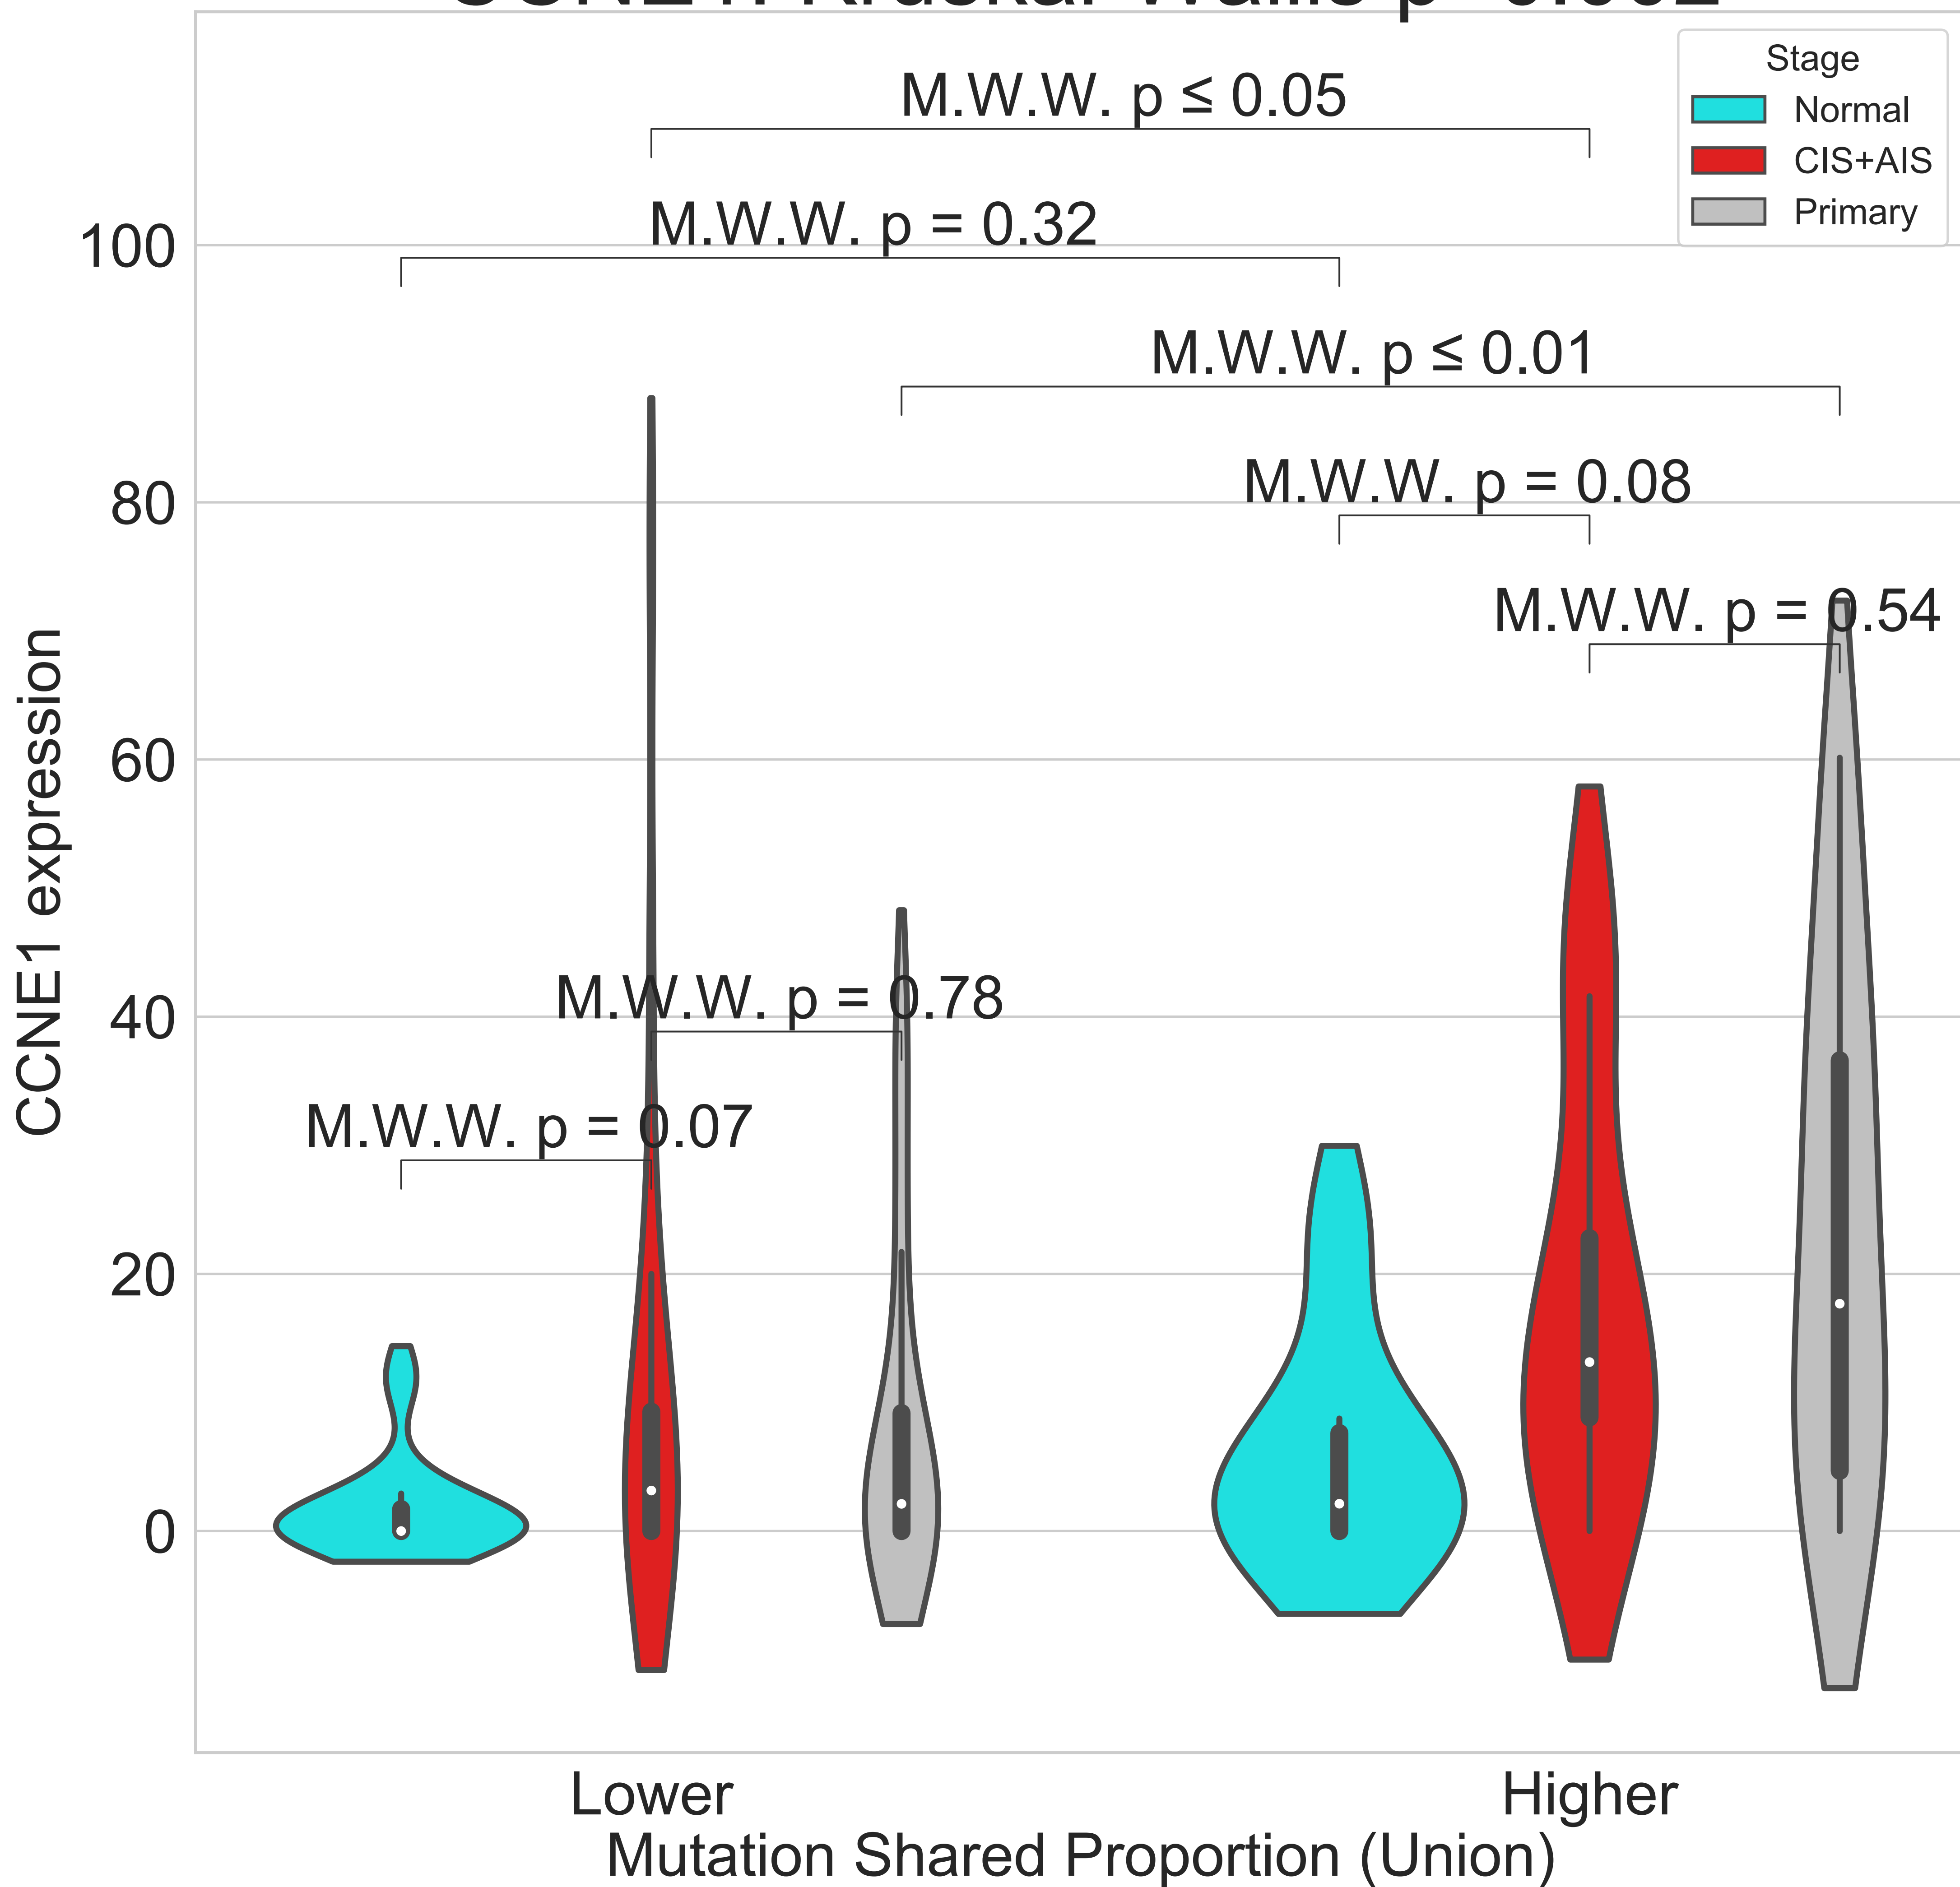 Stage
Normal
CIS+AIS
Primary
M.W.W. p ≤ 0.05
M.W.W. p = 0.32
M.W.W. p ≤ 0.01
M.W.W. p = 0.08
M.W.W. p = 0.54
M.W.W. p = 0.78
M.W.W. p = 0.07
100
80
60
40
20
0
CCNE1 expression
Lower
Higher
Mutation Shared Proportion (Union)